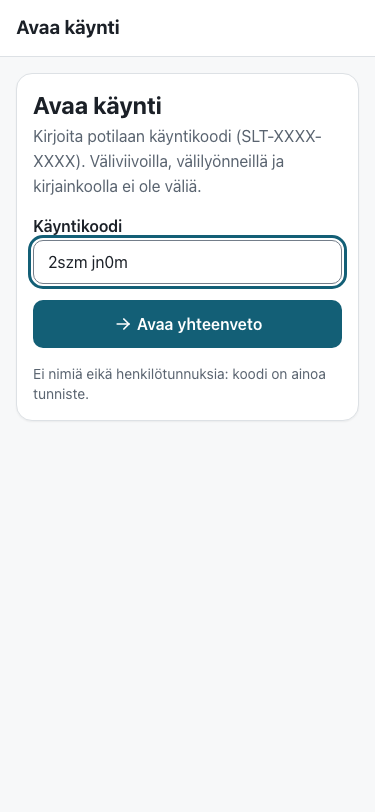 Avaa käynti
Avaa käynti
Kirjoita potilaan käyntikoodi (SLT-XXXX-
XXXX). Väliviivoilla, välilyönneillä ja
kirjainkoolla ei ole väliä.
Käyntikoodi
2szm jn0m
→ Avaa yhteenveto
Ei nimiä eikä henkilötunnuksia: koodi on ainoa
tunniste.